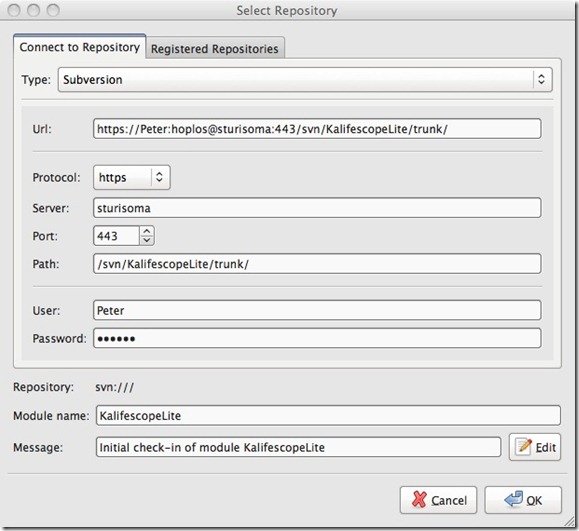 Select Repository
Connect to Repository Registered Repositories
Type: Subversion
Url: https://Peter:hoplos@sturisoma:443/svn/KalifescopeLite/trunk/
Protocol: https
Server: sturisoma
Port: 443
Path: /svn/KalifescopeLite/trunk/
User: Peter
Password: ••••••
Repository: svn:///
Module name: KalifescopeLite
Message: Initial check-in of module KalifescopeLite Edit
Cancel OK